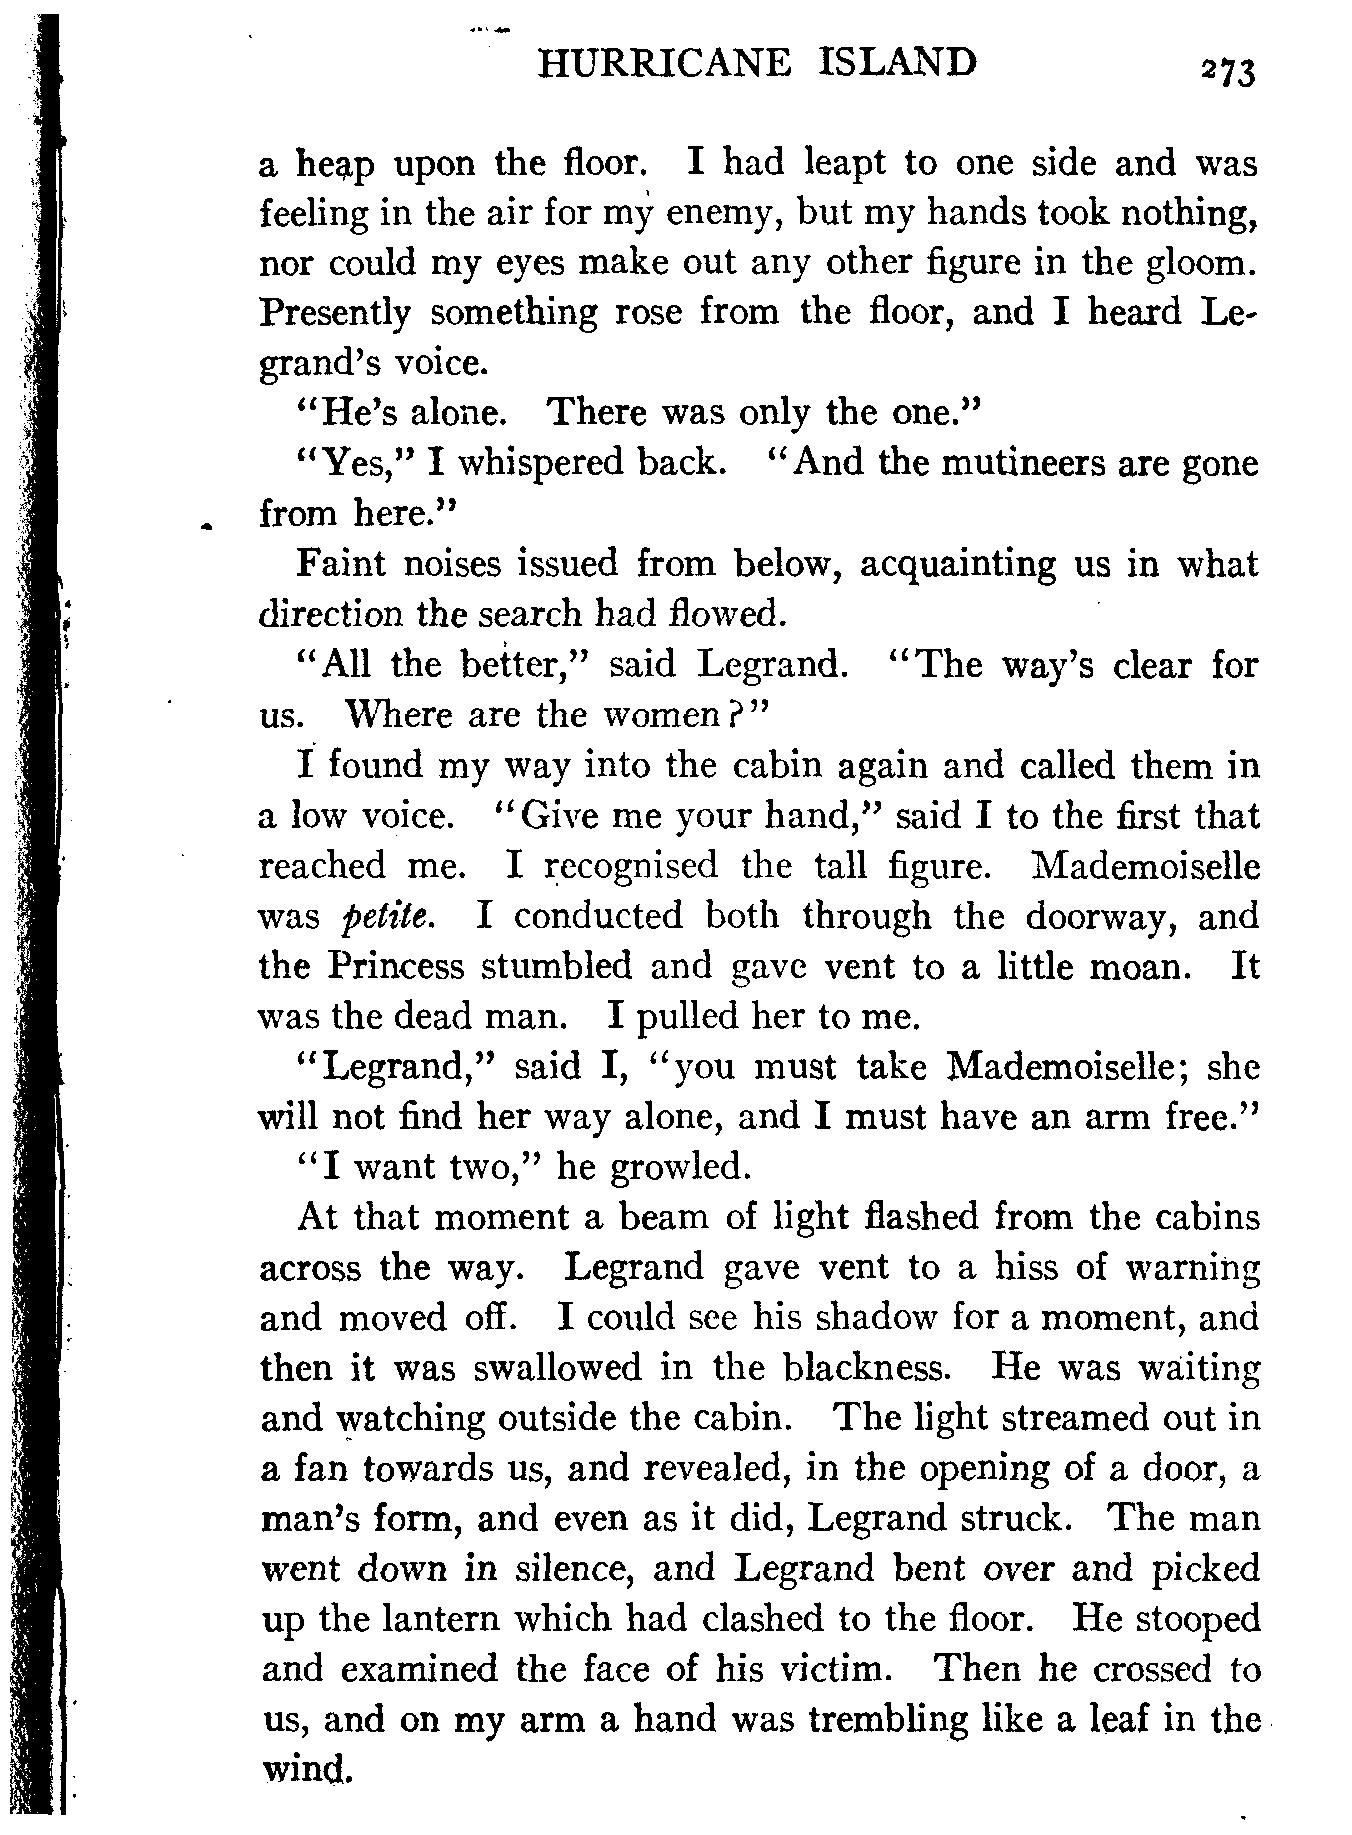 HURRICANE ISLAND 273
a heap upon the floor. I had leapt to one side and was
feeling in the air for my enemy, but my hands took nothing,
nor could my eyes make out any other figure in the gloom.
Presently something rose from the floor, and I heard Le-
grand's voice.
"He's alone. There was only the one."
"Yes," I whispered back. "And the mutineers are gone
from here."
Faint noises issued from below, acquainting us in what
direction the search had flowed.
"All the better," said Legrand. "The way's clear for
us. Where are the women?"
I found my way into the cabin again and called them in
a low voice. "Give me your hand," said I to the first that
reached me. I recognised the tall figure. Mademoiselle
was petite. I conducted both through the doorway, and
the Princess stumbled and gave vent to a little moan. It
was the dead man. I pulled her to me.
"Legrand," said I, "you must take Mademoiselle; she
will not find her way alone, and I must have an arm free."
"I want two," he growled.
At that moment a beam of light flashed from the cabins
across the way. Legrand gave vent to a hiss of warning
and moved off. I could see his shadow for a moment, and
then it was swallowed in the blackness. He was waiting
and watching outside the cabin. The light streamed out in
a fan towards us, and revealed, in the opening of a door, a
man's form, and even as it did, Legrand struck. The man
went down in silence, and Legrand bent over and picked
up the lantern which had clashed to the floor. He stooped
and examined the face of his victim. Then he crossed to
us, and on my arm a hand was trembling like a leaf in the
wind.